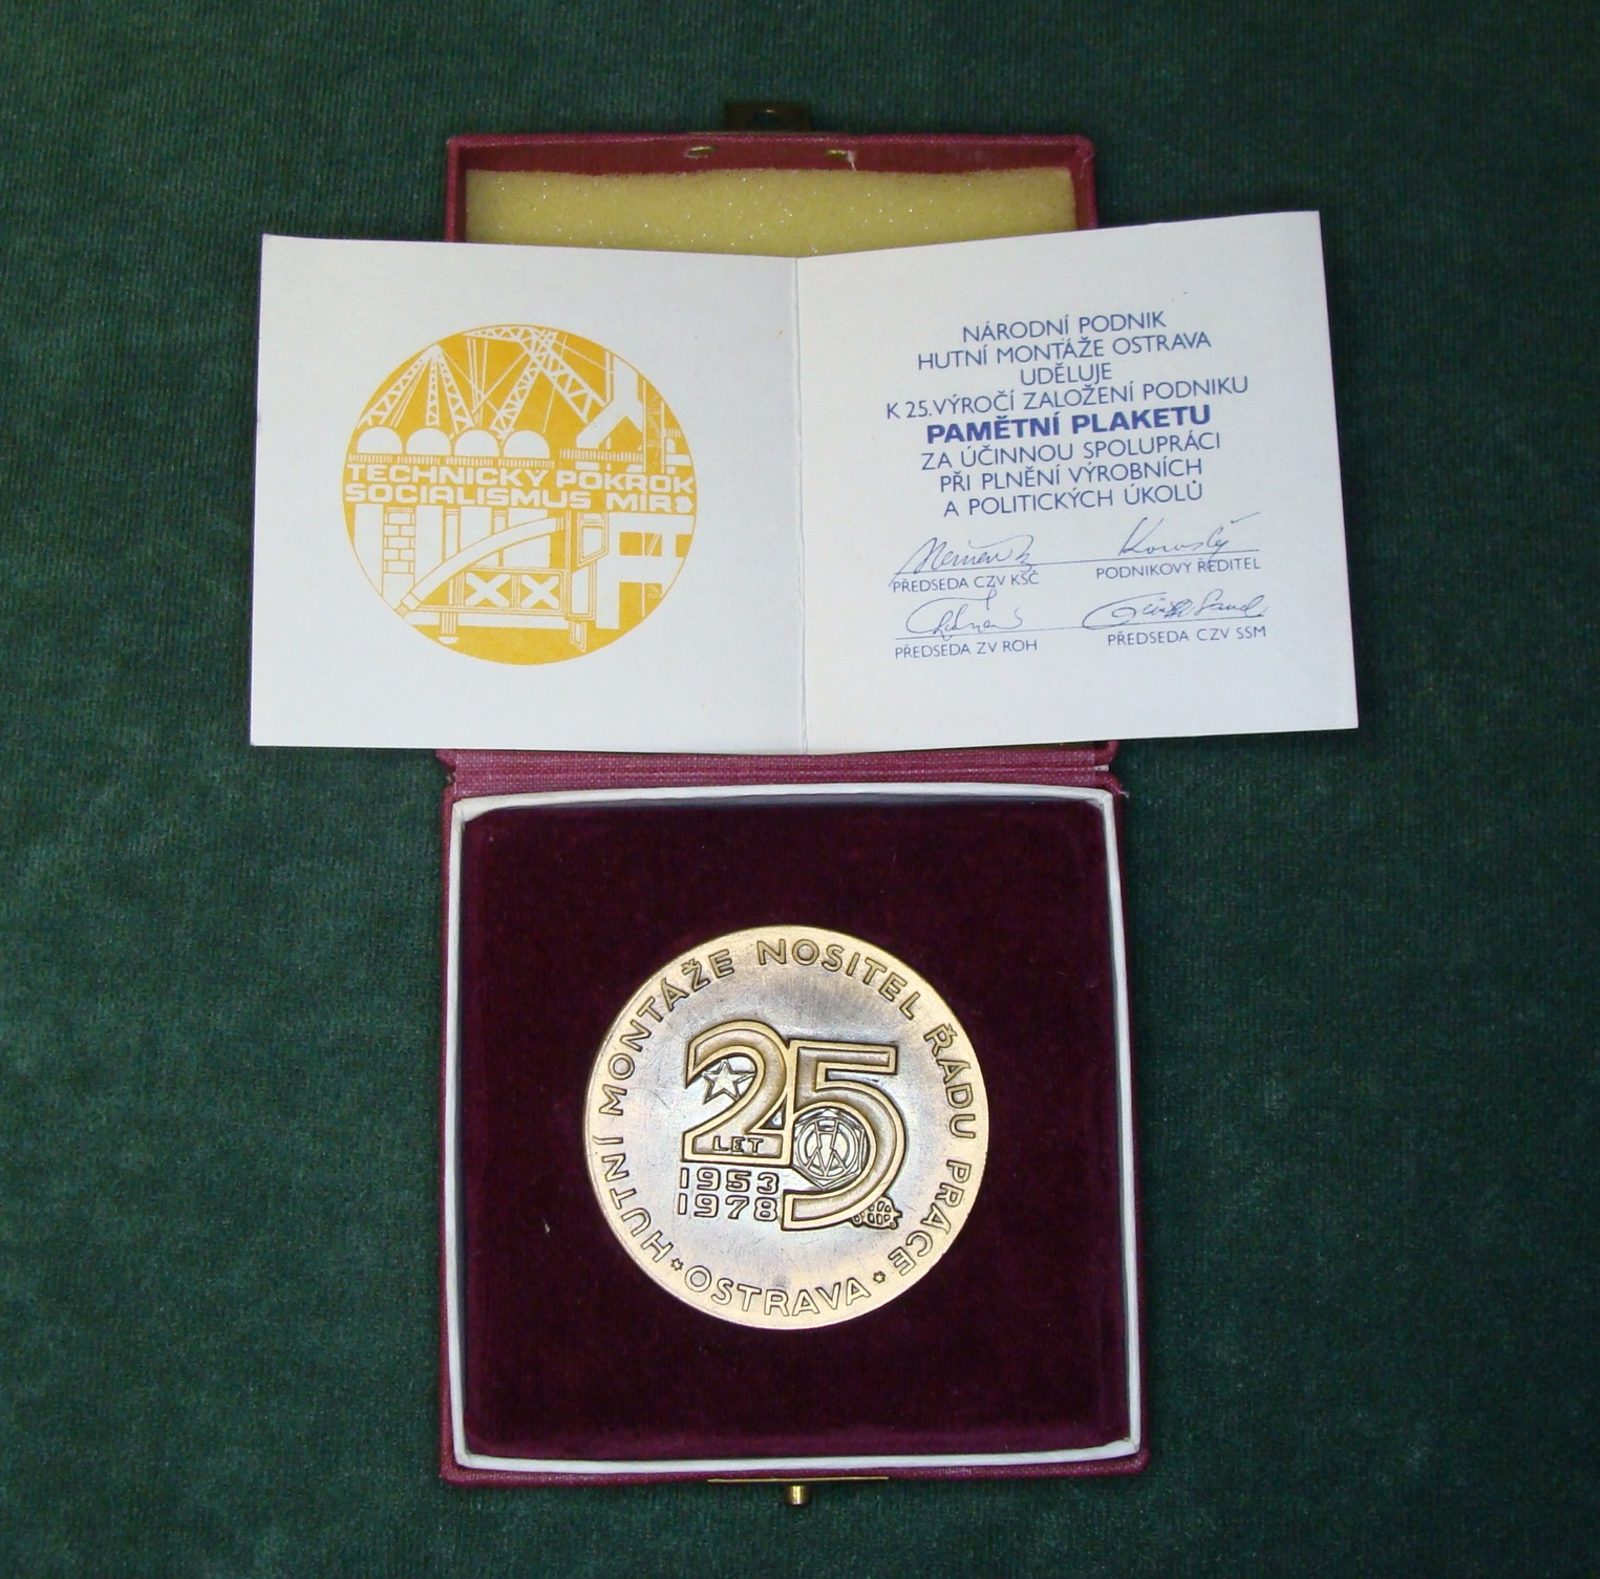 TECHNICKÝ POKROK
SOCIALISMUS MÍR
NÁRODNÍ PODNIK
HUTNÍ MONTÁŽE OSTRAVA
UDĚLUJE
K 25.VÝROČÍ ZALOŽENÍ PODNIKU
PAMĚTNÍ PLAKETU
ZA ÚČINNOU SPOLUPRÁCI
PŘI PLNĚNÍ VÝROBNÍCH
A POLITICKÝCH ÚKOLŮ
PŘEDSEDA CZV KSČ
PODNIKOVÝ ŘEDITEL
PŘEDSEDA ZV ROH
PŘEDSEDA CZV SSM
HUTNÍ MONTÁŽE NOSITEL ŘÁDU PRÁCE
OSTRAVA
25
LET
1953
1978